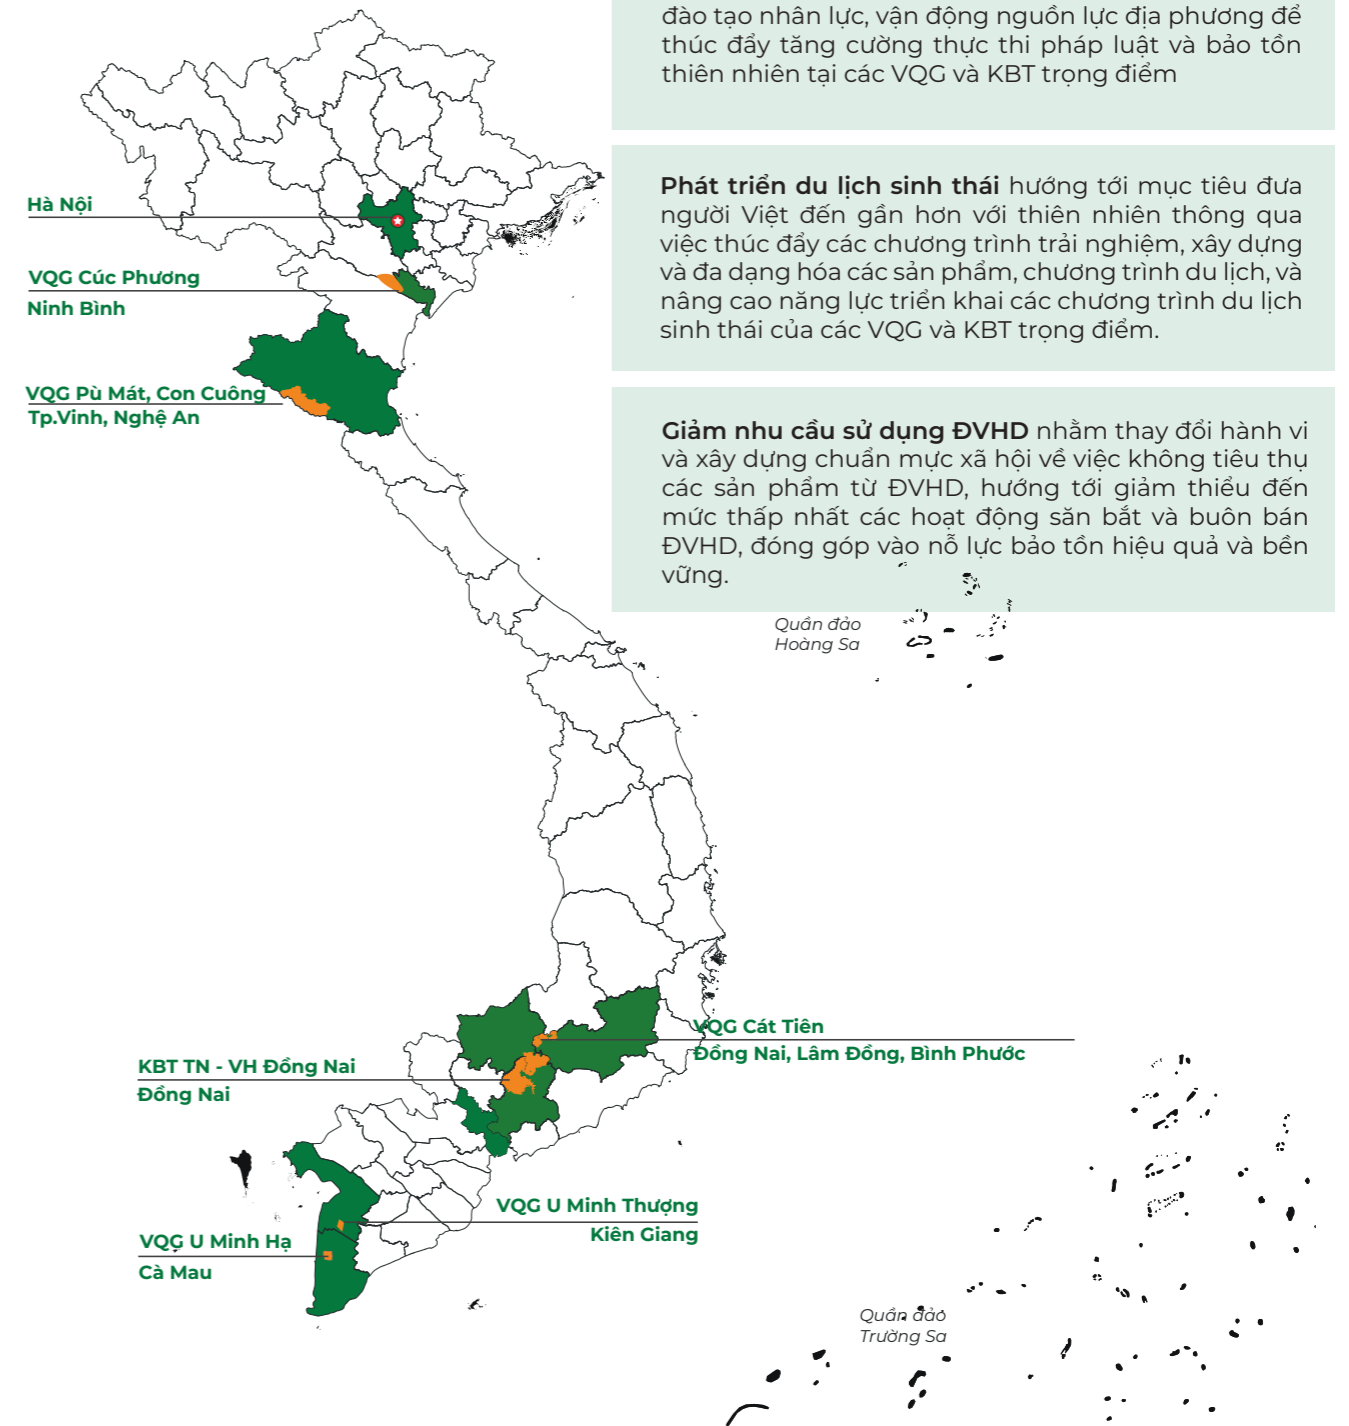 đào tạo nhân lực, vận động nguồn lực địa phương để
thúc đẩy tăng cường thực thi pháp luật và bảo tồn
thiên nhiên tại các VQG và KBT trọng điểm
Phát triển du lịch sinh thái hướng tới mục tiêu đưa
người Việt đến gần hơn với thiên nhiên thông qua
việc thúc đẩy các chương trình trải nghiệm, xây dựng
và đa dạng hóa các sản phẩm, chương trình du lịch, và
nâng cao năng lực triển khai các chương trình du lịch
sinh thái của các VQG và KBT trọng điểm.
Giảm nhu cầu sử dụng ĐVHD nhằm thay đổi hành vi
và xây dựng chuẩn mực xã hội về việc không tiêu thụ
các sản phẩm từ ĐVHD, hướng tới giảm thiểu đến
mức thấp nhất các hoạt động săn bắt và buôn bán
ĐVHD, đóng góp vào nỗ lực bảo tồn hiệu quả và bền
vững.
Hà Nội
VQG Cúc Phương
Ninh Bình
VQG Pù Mát, Con Cuông
Tp.Vinh, Nghệ An
Quần đảo
Hoàng Sa
VQG Cát Tiên
Đồng Nai, Lâm Đồng, Bình Phước
KBT TN - VH Đồng Nai
Đồng Nai
VQG U Minh Thượng
Kiên Giang
VQG U Minh Hạ
Cà Mau
Quần đảo
Trường Sa